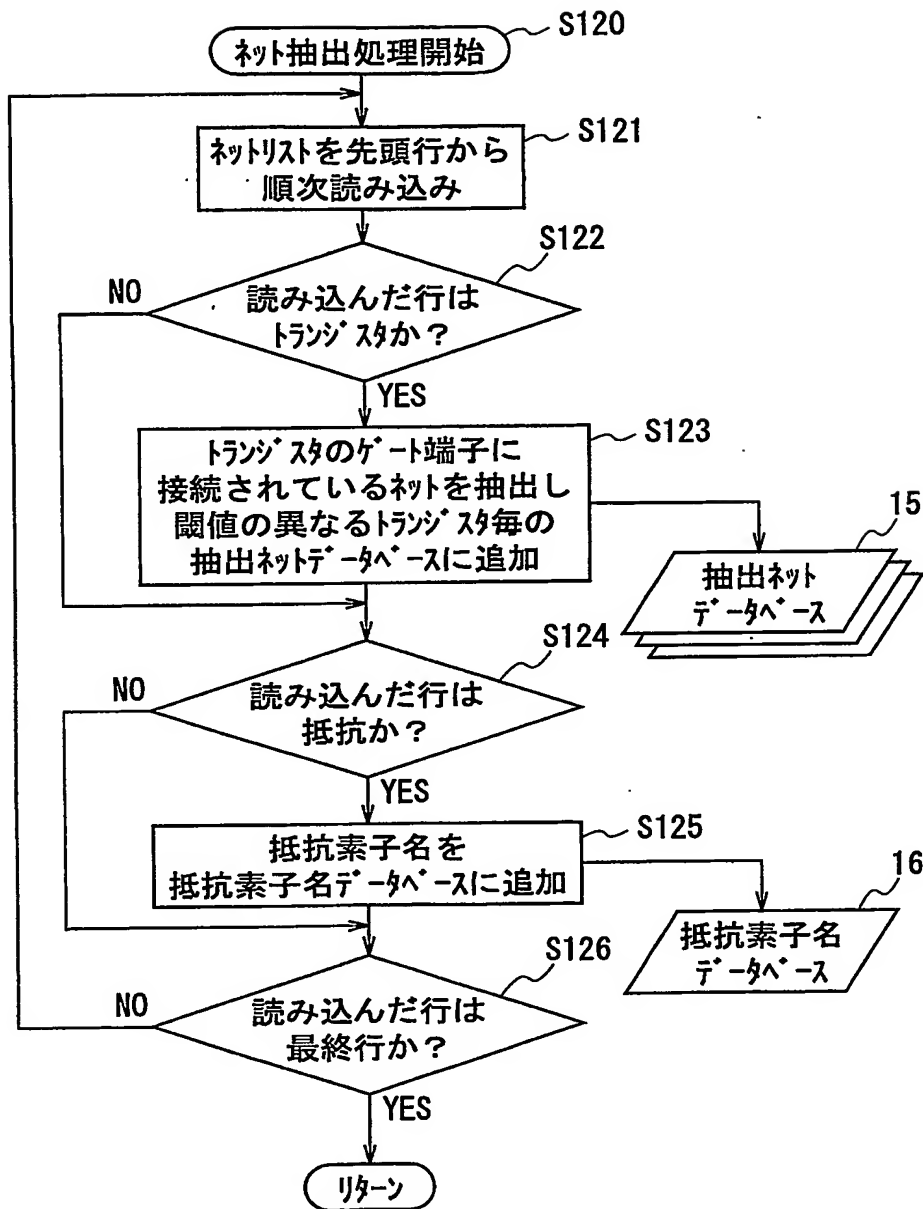 ネット抽出処理開始
S120
ネットリストを先頭行から
順次読み込み
S121
S122
読み込んだ行は
トランジスタか？
NO
YES
トランジスタのゲート端子に
接続されているネットを抽出し
閾値の異なるトランジスタ毎の
抽出ネットデータベースに追加
S123
15
抽出ネット
データベース
S124
読み込んだ行は
抵抗か？
NO
YES
抵抗素子名を
抵抗素子名データベースに追加
S125
16
抵抗素子名
データベース
S126
読み込んだ行は
最終行か？
NO
YES
リターン